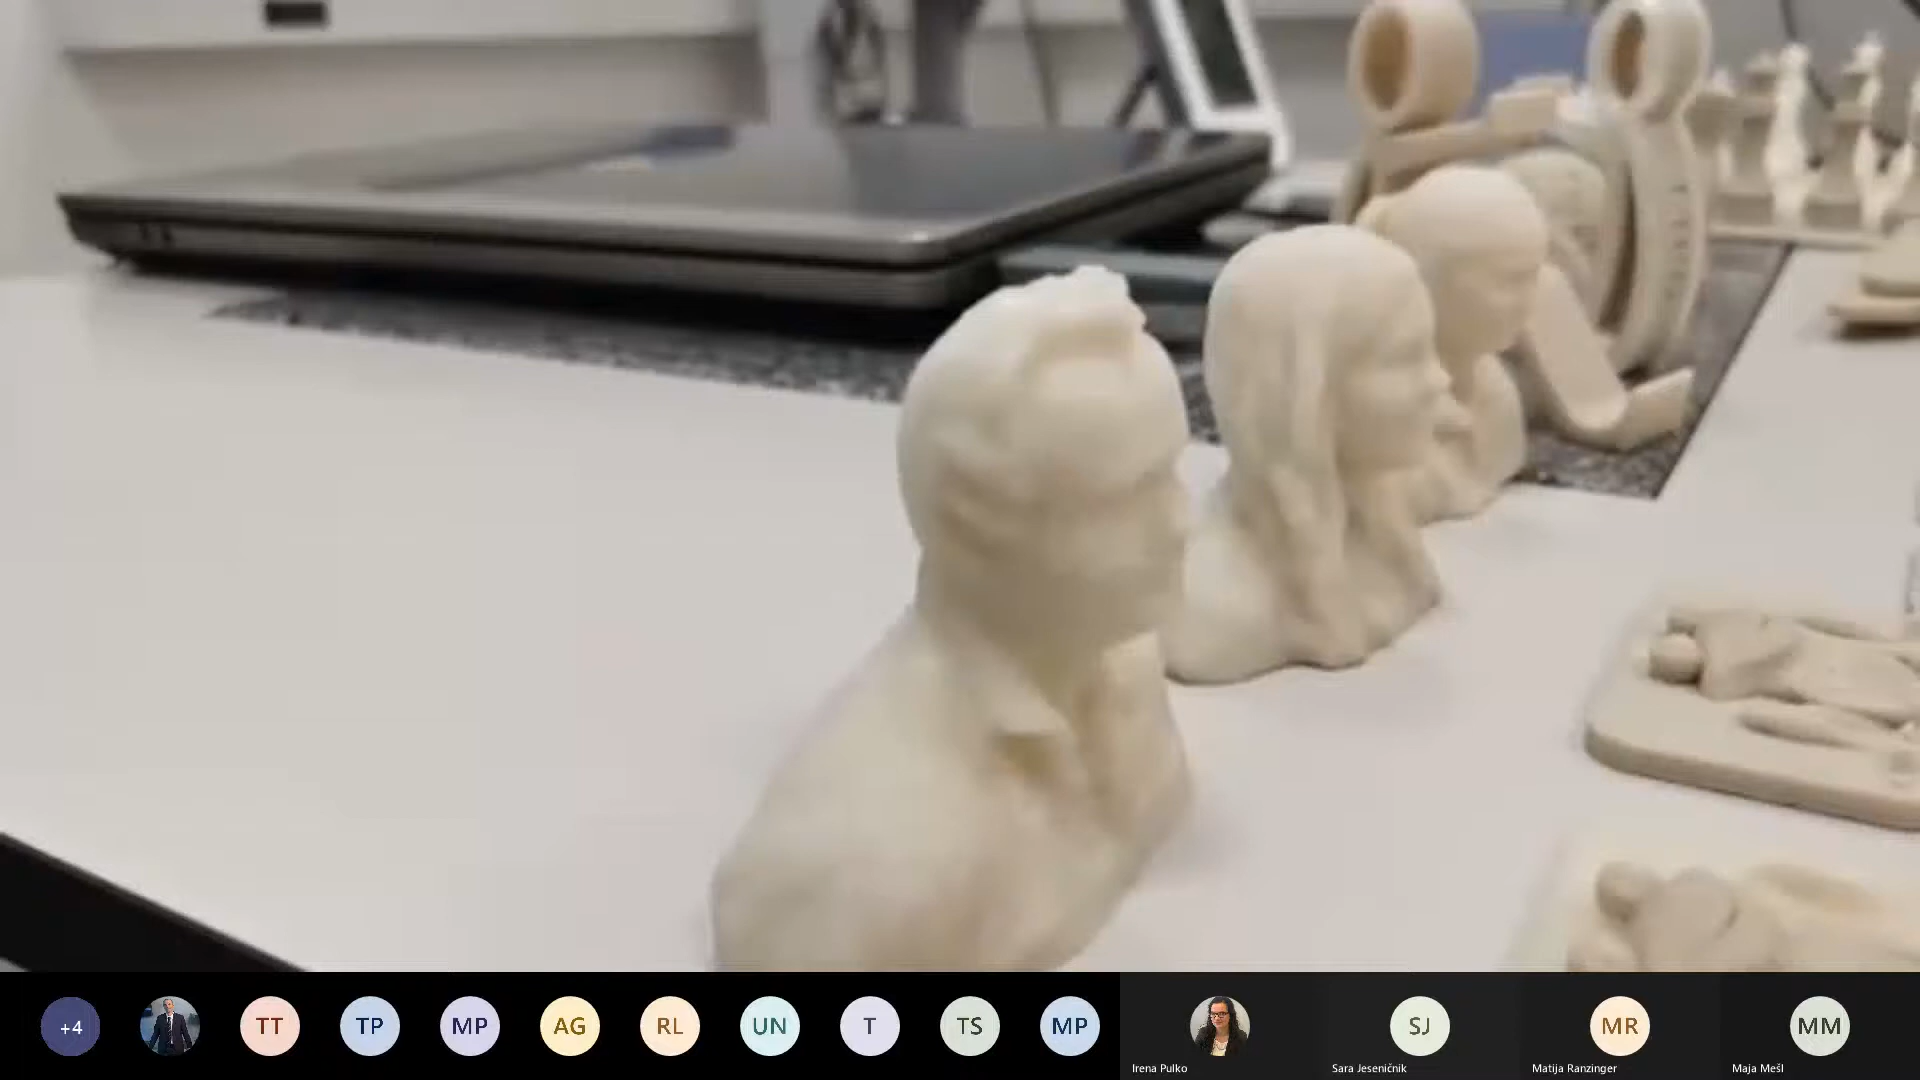 +4
TT
TP
MP
AG
RL
UN
T
TS
MP
SJ
MR
MM
Irena Pulko
Sara Jeseničnik
Matija Ranzinger
Maja Mešl